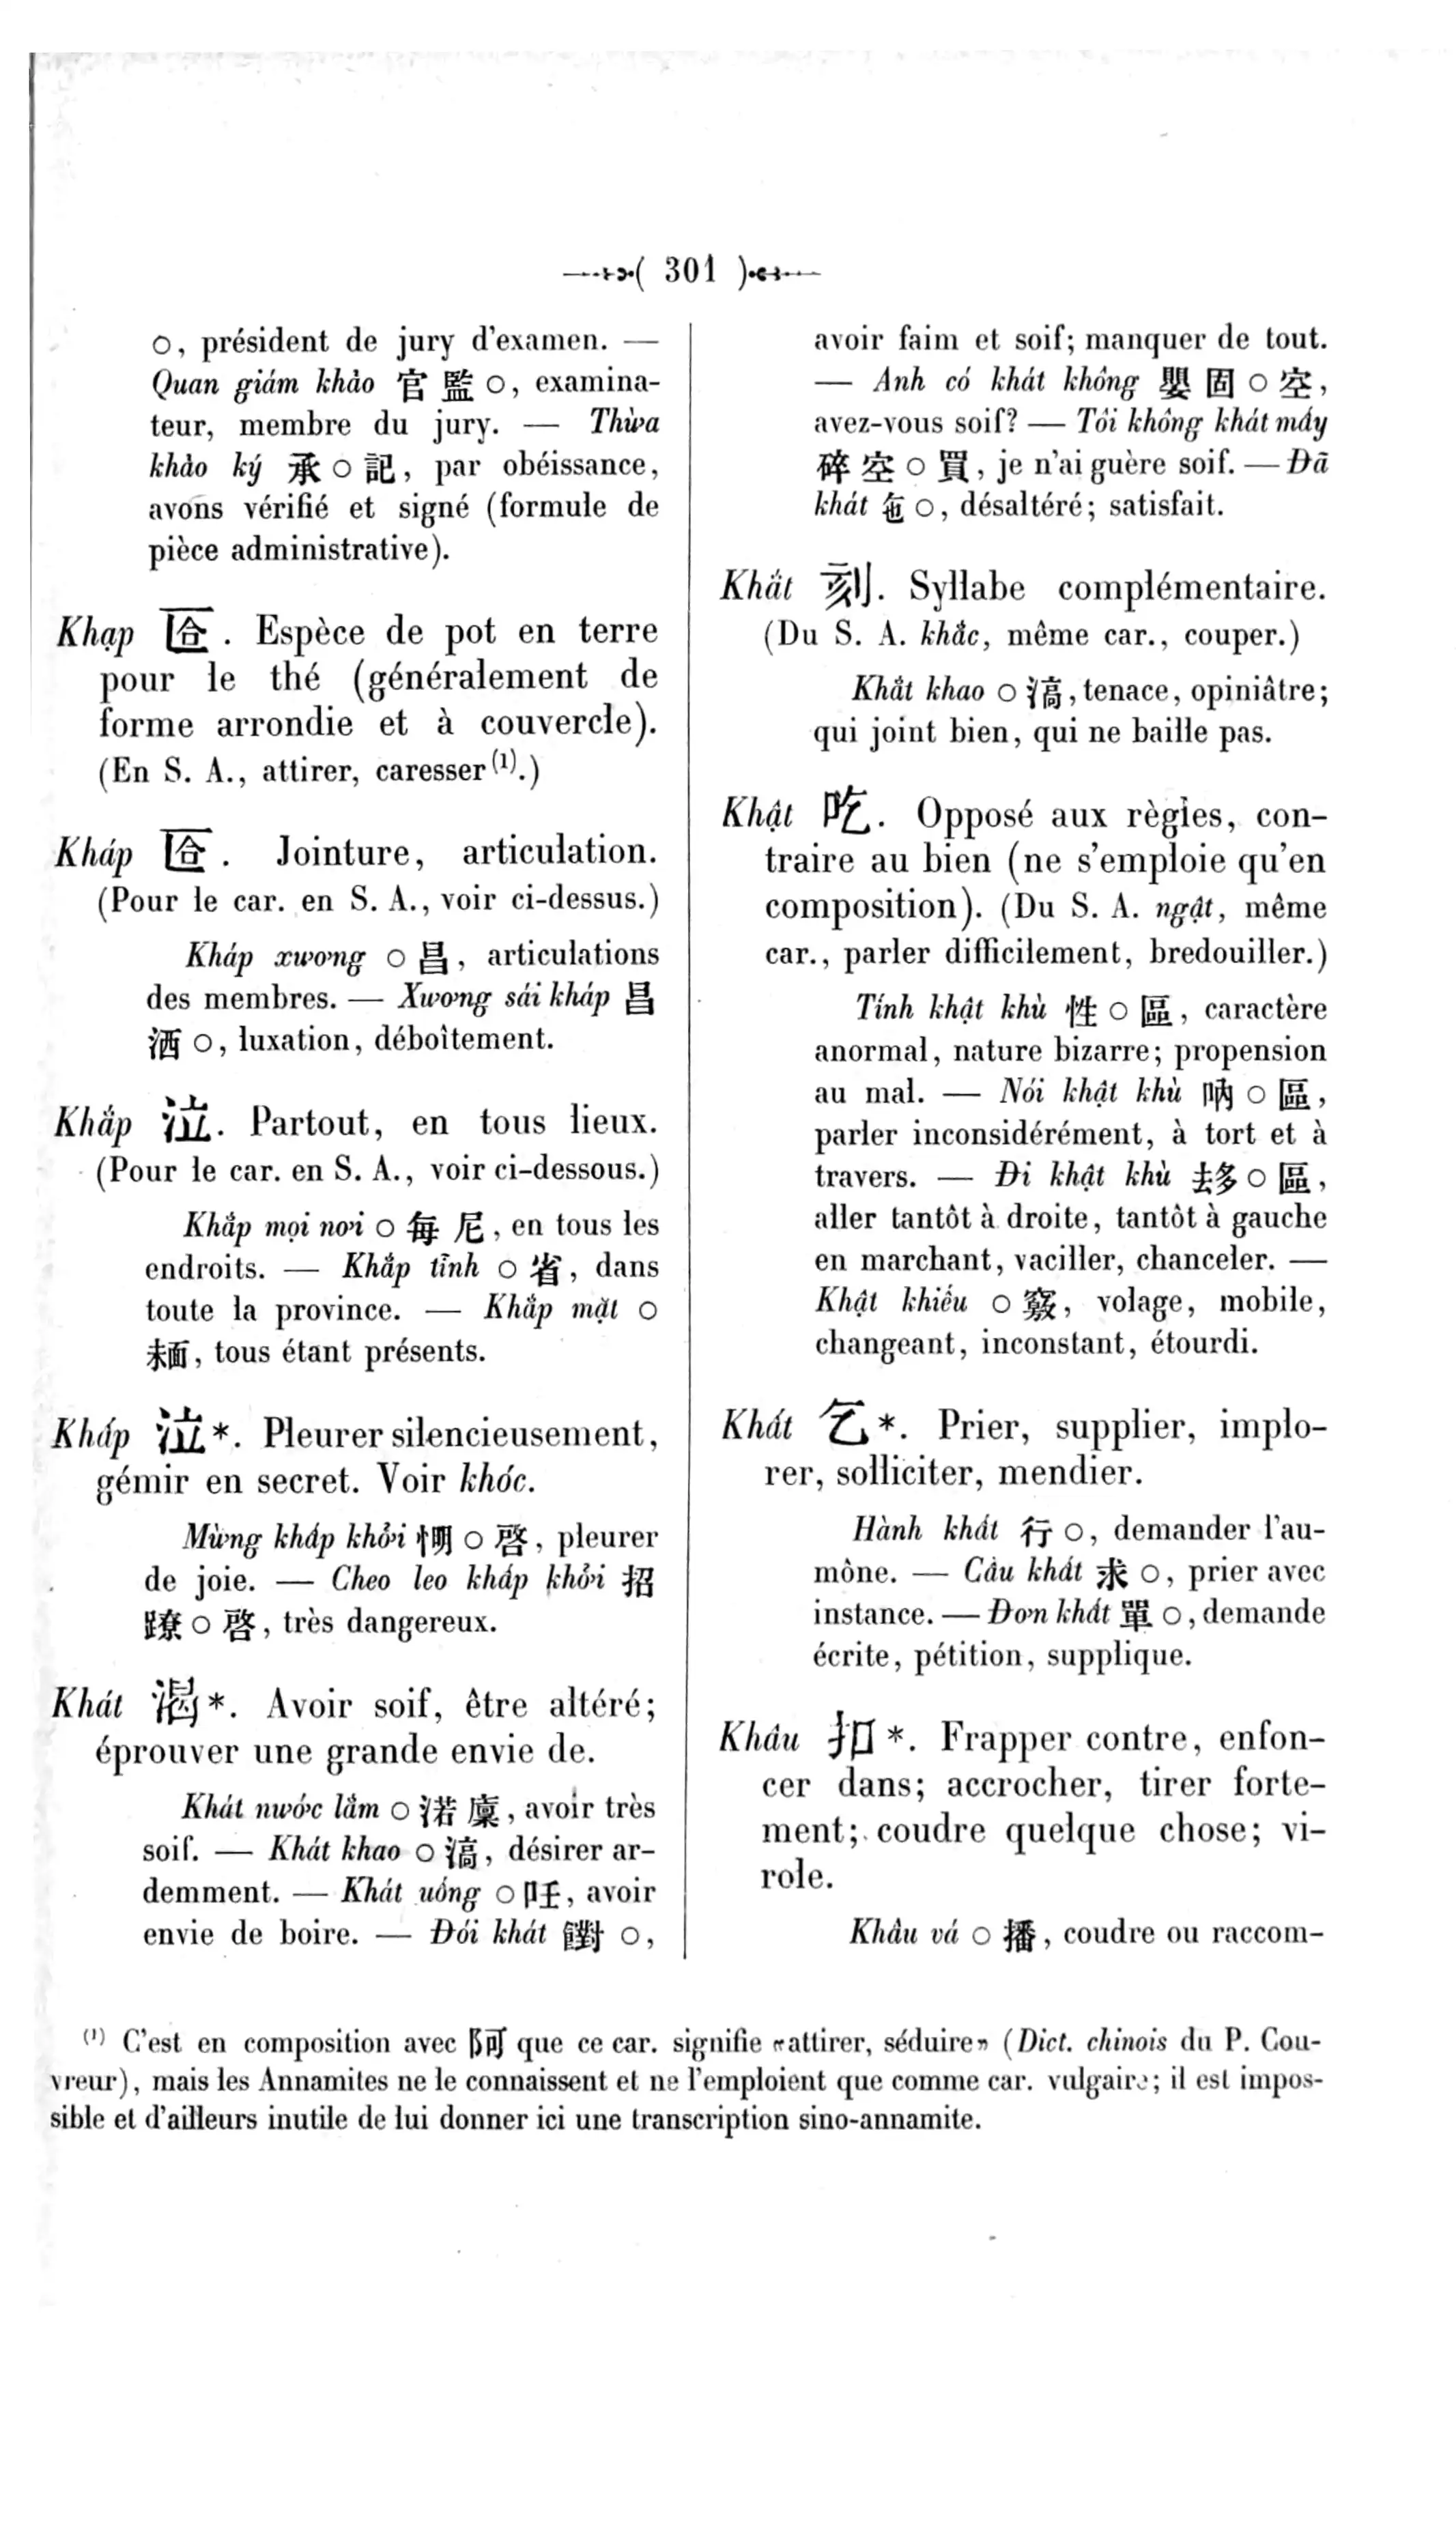 ( 301 )
○, président de jury d'examen. —
Quan giám khảo 官 監 ○, examina-
teur, membre du jury. — Thừa
khảo ký 承 ○ 記, par obéissance,
avons vérifié et signé (formule de
pièce administrative).
Khạp 匼. Espèce de pot en terre
pour le thé (généralement de
forme arrondie et à couvercle).
(En S. A., attirer, caresser (1).)
Kháp 匼. Jointure, articulation.
(Pour le car. en S. A., voir ci-dessus.)
Kháp xương ○ 昌, articulations
des membres. — Xương sái kháp 昌
洒 ○, luxation, déboîtement.
Khắp 泣. Partout, en tous lieux.
(Pour le car. en S. A., voir ci-dessous.)
Khắp mọi nơi ○ 每 尼, en tous les
endroits. — Khắp tỉnh ○ 省, dans
toute la province. — Khắp mặt ○
𩈘, tous étant présents.
Khấp 泣*. Pleurer silencieusement,
gémir en secret. Voir khóc.
Mừng khấp khởi 𢜏 ○ 啓, pleurer
de joie. — Cheo leo khấp khởi 招
蹽 ○ 啓, très dangereux.
Khát 渴*. Avoir soif, être altéré;
éprouver une grande envie de.
Khát nước lắm ○ 渃 廩, avoir très
soif. — Khát khao ○ 滈, désirer ar-
demment. — Khát uống ○ 㕵, avoir
envie de boire. — Đói khát 𩟡 ○,
avoir faim et soif; manquer de tout.
— Anh có khát không 嬰 固 ○ 空,
avez-vous soif? — Tôi không khát mấy
碎 空 ○ 買, je n'ai guère soif. — Đã
khát 㐌 ○, désaltéré; satisfait.
Khắt 刻. Syllabe complémentaire.
(Du S. A. khắc, même car., couper.)
Khắt khao ○ 滈, tenace, opiniâtre;
qui joint bien, qui ne baille pas.
Khật 吃. Opposé aux règles, con-
traire au bien (ne s'emploie qu'en
composition). (Du S. A. ngật, même
car., parler difficilement, bredouiller.)
Tính khật khù 性 ○ 區, caractère
anormal, nature bizarre; propension
au mal. — Nói khật khù 吶 ○ 區,
parler inconsidérément, à tort et à
travers. — Đi khật khù 𠫾 ○ 區,
aller tantôt à droite, tantôt à gauche
en marchant, vaciller, chanceler. —
Khật khiếu ○ 竅, volage, mobile,
changeant, inconstant, étourdi.
Khất 乞*. Prier, supplier, implo-
rer, solliciter, mendier.
Hành khất 行 ○, demander l'au-
mône. — Cầu khất 求 ○, prier avec
instance. — Đơn khất 單 ○, demande
écrite, pétition, supplique.
Khâu 扣*. Frapper contre, enfon-
cer dans; accrocher, tirer forte-
ment; coudre quelque chose; vi-
role.
Khâu vá ○ 播, coudre ou raccom-
(1) C'est en composition avec 阿 que ce car. signifie «attirer, séduire» (Dict. chinois du P. Cou-
vreur), mais les Annamites ne le connaissent et ne l'emploient que comme car. vulgaire; il est impos-
sible et d'ailleurs inutile de lui donner ici une transcription sino-annamite.